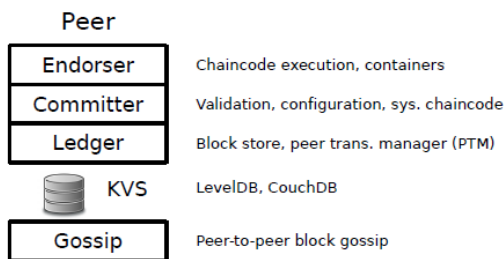 Peer
Endorser Chaincode execution, containers
Committer Validation, configuration, sys. chaincode
Ledger Block store, peer trans. manager (PTM)
KVS LevelDB, CouchDB
Gossip Peer-to-peer block gossip